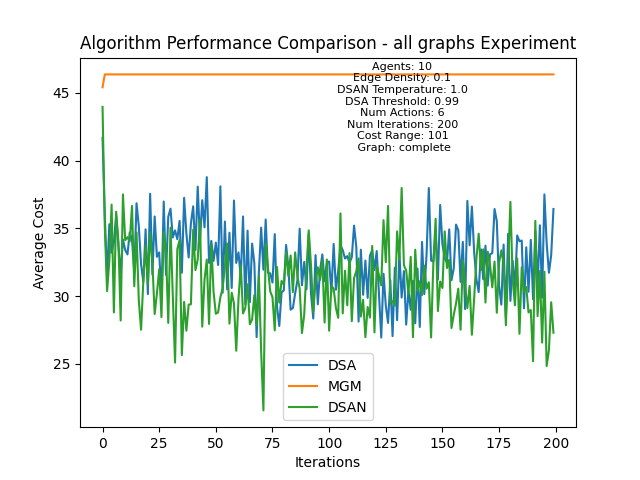 Algorithm Performance Comparison - all graphs Experiment
Agents: 10
Edge Density: 0.1
DSAN Temperature: 1.0
DSA Threshold: 0.99
Num Actions: 6
Num Iterations: 200
Cost Range: 101
Graph: complete
45
40
35
30
25
Average Cost
DSA
MGM
DSAN
0 25 50 75 100 125 150 175 200
Iterations